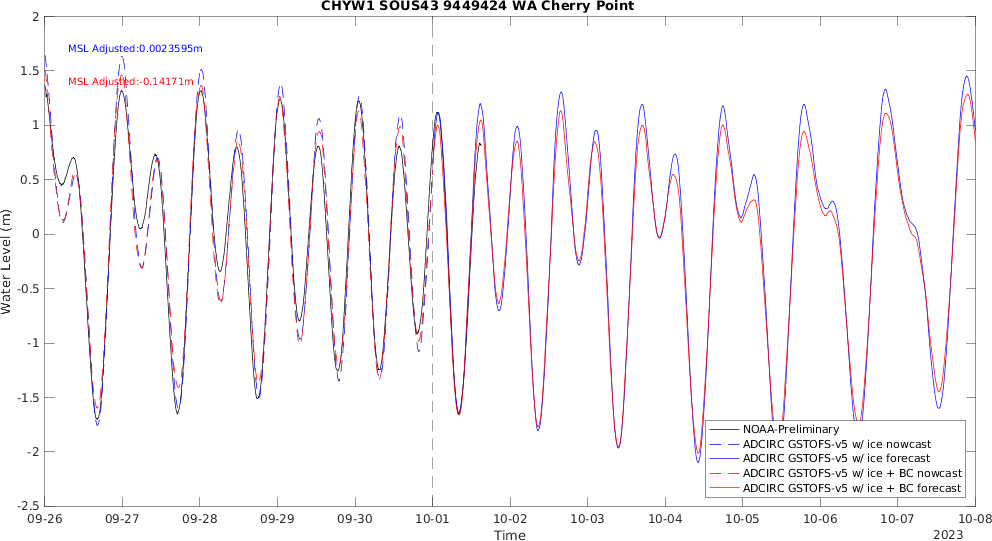 CHYW1 SOUS43 9449424 WA Cherry Point
2
1.5
1
0.5
0
-0.5
-1
-1.5
-2
-2.5
Water Level (m)
MSL Adjusted:0.0023595m
MSL Adjusted:-0.14171m
NOAA-Preliminary
ADCIRC GSTOFS-v5 w/ ice nowcast
ADCIRC GSTOFS-v5 w/ ice forecast
ADCIRC GSTOFS-v5 w/ ice + BC nowcast
ADCIRC GSTOFS-v5 w/ ice + BC forecast
09-26 09-27 09-28 09-29 09-30 10-01 10-02 10-03 10-04 10-05 10-06 10-07 10-08
Time
2023